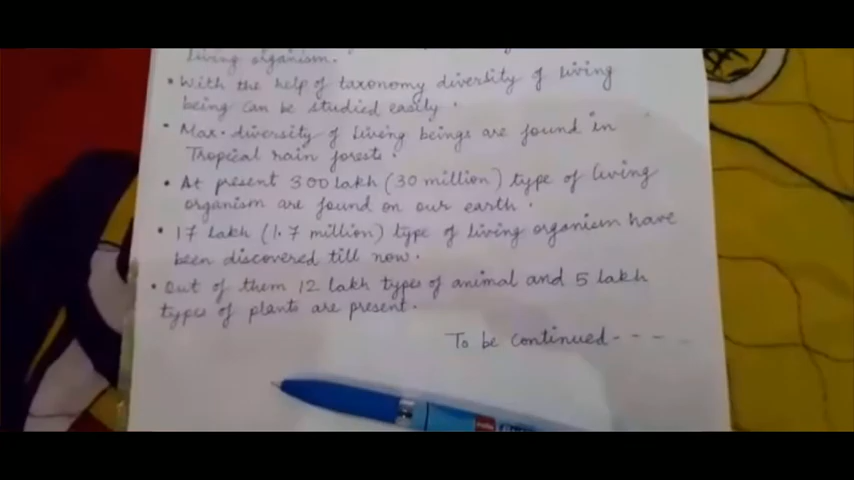 living organism.
• With the help of taxonomy diversity of living
being can be studied easily.
• Max. diversity of living beings are found in
Tropical rain forests.
• At present 300 lakh (30 million) type of living
organism are found on our earth.
• 17 lakh (1.7 million) type of living organism have
been discovered till now.
• Out of them 12 lakh types of animal and 5 lakh
types of plants are present.
To be continued - - - -